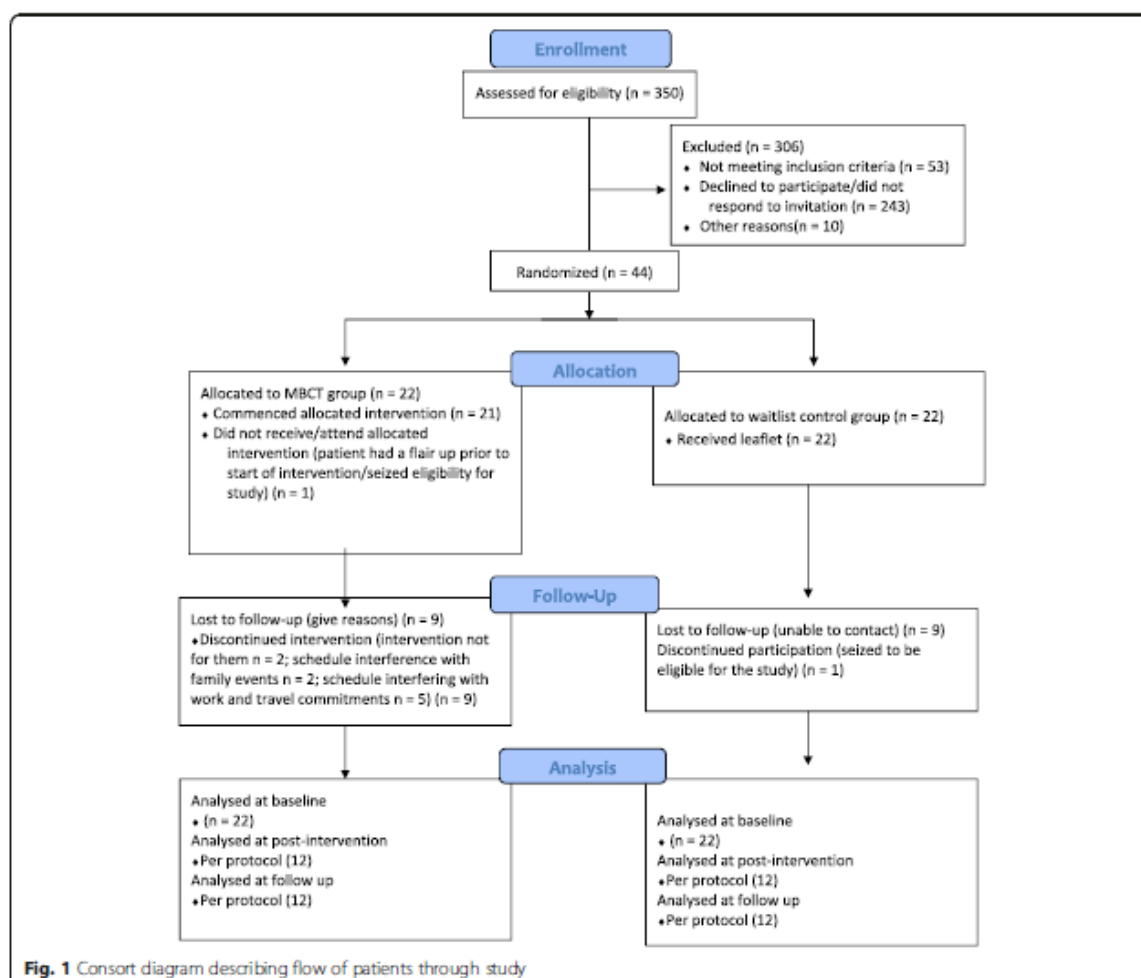 Enrollment
Assessed for eligibility (n = 350)
Excluded (n = 306)
⬧ Not meeting inclusion criteria (n = 53)
⬧ Declined to participate/did not
respond to invitation (n = 243)
⬧ Other reasons(n = 10)
Randomized (n = 44)
Allocation
Allocated to MBCT group (n = 22)
⬧ Commenced allocated intervention (n = 21)
⬧ Did not receive/attend allocated
intervention (patient had a flair up prior to
start of intervention/seized eligibility for
study) (n = 1)
Allocated to waitlist control group (n = 22)
⬧ Received leaflet (n = 22)
Follow-Up
Lost to follow-up (give reasons) (n = 9)
⬧Discontinued intervention (intervention not
for them n = 2; schedule interference with
family events n = 2; schedule interfering with
work and travel commitments n = 5) (n = 9)
Lost to follow-up (unable to contact) (n = 9)
Discontinued participation (seized to be
eligible for the study) (n = 1)
Analysis
Analysed at baseline
⬧ (n = 22)
Analysed at post-intervention
⬧Per protocol (12)
Analysed at follow up
⬧Per protocol (12)
Analysed at baseline
⬧ (n = 22)
Analysed at post-intervention
⬧Per protocol (12)
Analysed at follow up
⬧Per protocol (12)
Fig. 1 Consort diagram describing flow of patients through study